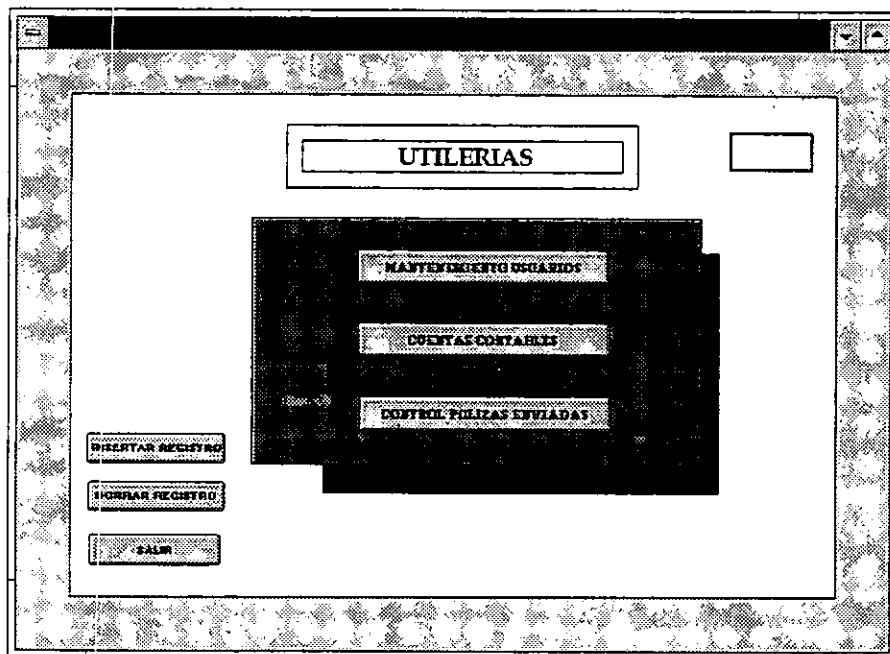 UTILERIAS
MANTENIMIENTO USUARIOS
CUENTAS CONTABLES
CONTROL POLIZAS ENVIADAS
INSERTAR REGISTRO
BORRAR REGISTRO
SALIR